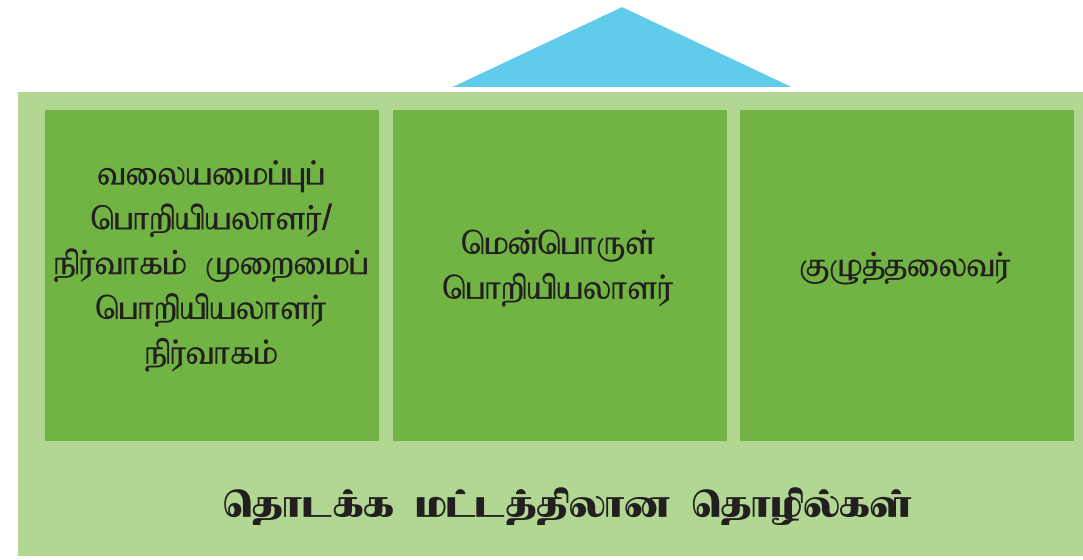 வலையமைப்புப்
பொறியியலாளர்/
நிர்வாகம் முறைமைப்
பொறியியலாளர்
நிர்வாகம்
மென்பொருள்
பொறியியலாளர்
குழுத்தலைவர்
தொடக்க மட்டத்திலான தொழில்கள்